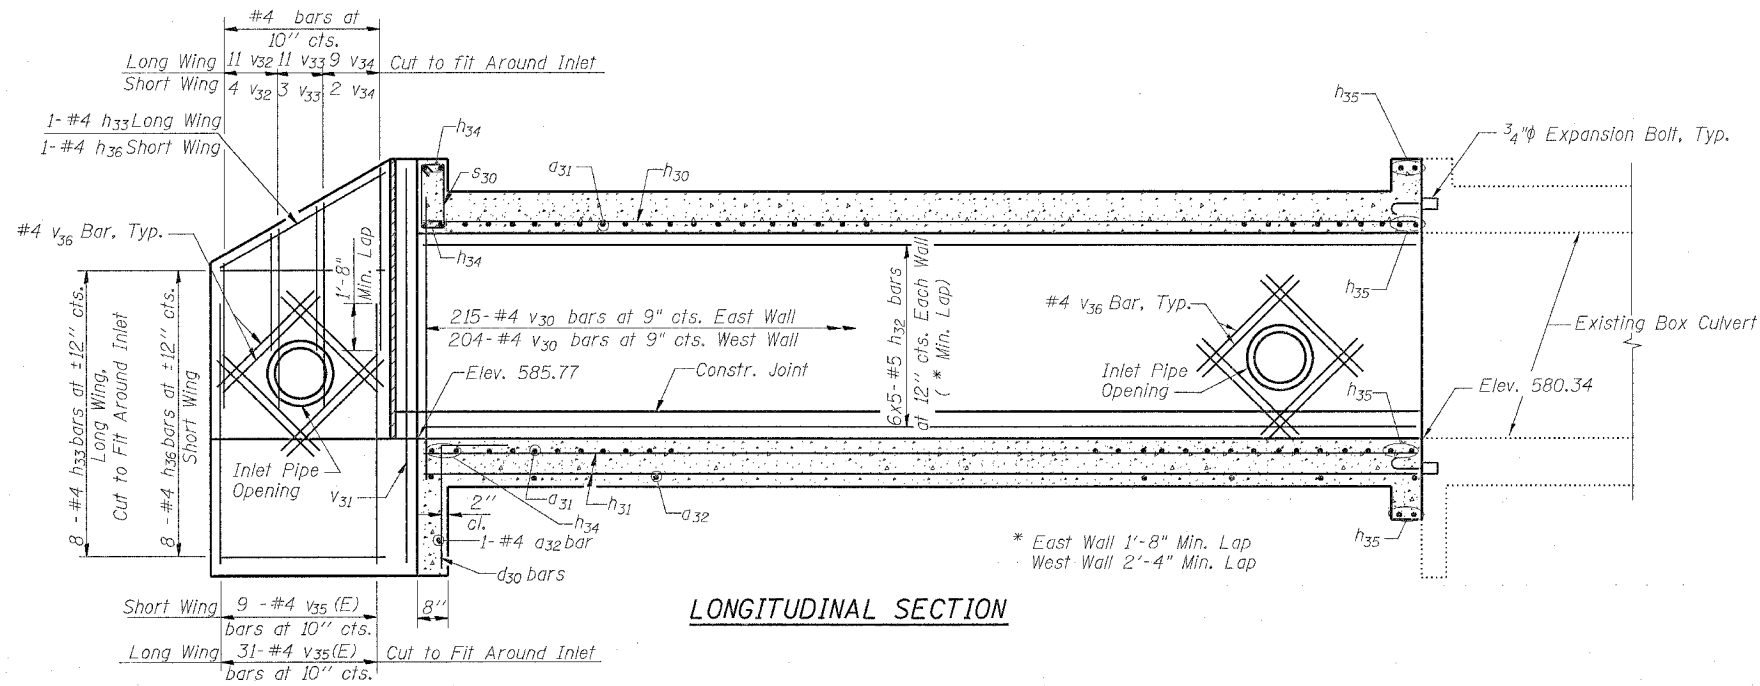 #4 bars at
10" cts.
Long Wing 11 v32 11 v33 9 v34 Cut to fit Around Inlet
Short Wing 4 v32 3 v33 2 v34
1-#4 h33 Long Wing
1-#4 h36 Short Wing
#4 v36 Bar, Typ.
1'-8"
Min. Lap
h34
s30
a31
h30
h35
3/4"ϕ Expansion Bolt, Typ.
h34
h35
8 - #4 h33 bars at ±12" cts.
Long Wing,
Cut to Fit Around Inlet
8 - #4 h36 bars at ±12" cts.
Short Wing
215-#4 v30 bars at 9" cts. East Wall
204-#4 v30 bars at 9" cts. West Wall
6x5-#5 h32 bars
at 12" cts. Each Wall
(* Min. Lap)
#4 v36 Bar, Typ.
Existing Box Culvert
Elev. 585.77
Constr. Joint
Inlet Pipe
Opening
h35
Elev. 580.34
Inlet Pipe
Opening
v31
2"
cl.
a31
h34
h31
a32
h35
1-#4 a32 bar
d30 bars
* East Wall 1'-8" Min. Lap
West Wall 2'-4" Min. Lap
Short Wing 9 -#4 v35 (E)
bars at 10" cts.
8"
LONGITUDINAL SECTION
Long Wing 31-#4 v35(E) Cut to Fit Around Inlet
bars at 10" cts.